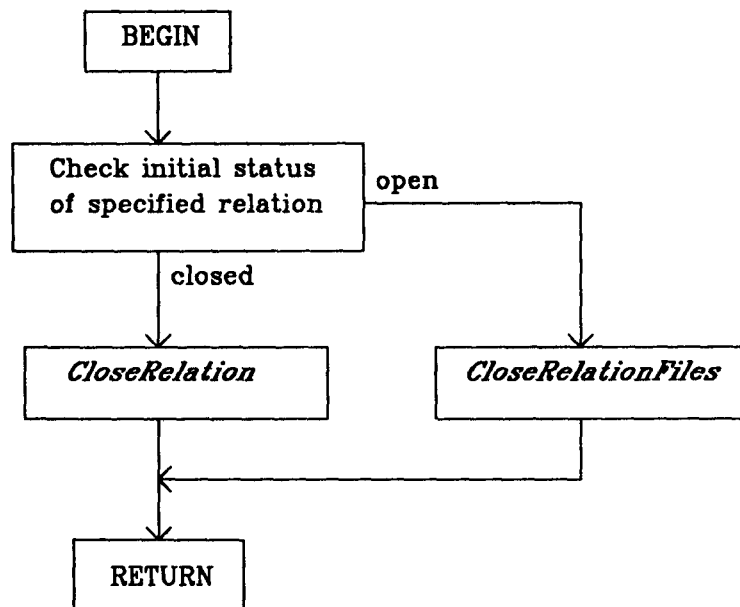 BEGIN
Check initial status
of specified relation
open
closed
CloseRelation
CloseRelationFiles
RETURN